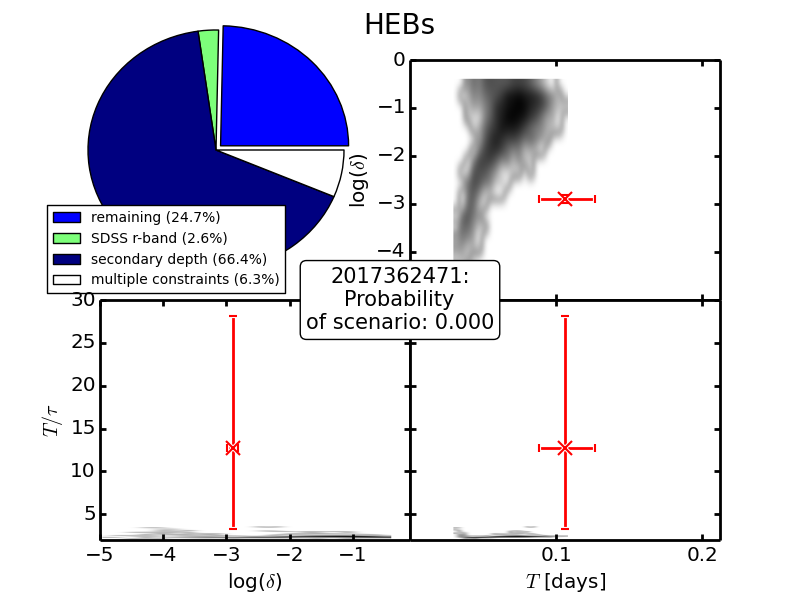 HEBs
remaining (24.7%)
SDSS r-band (2.6%)
secondary depth (66.4%)
multiple constraints (6.3%)
0
−1
−2
−3
−4
log(δ)
2017362471:
Probability
of scenario: 0.000
30
25
20
15
10
5
T/τ
−5 −4 −3 −2 −1
log(δ)
0.1 0.2
T [days]